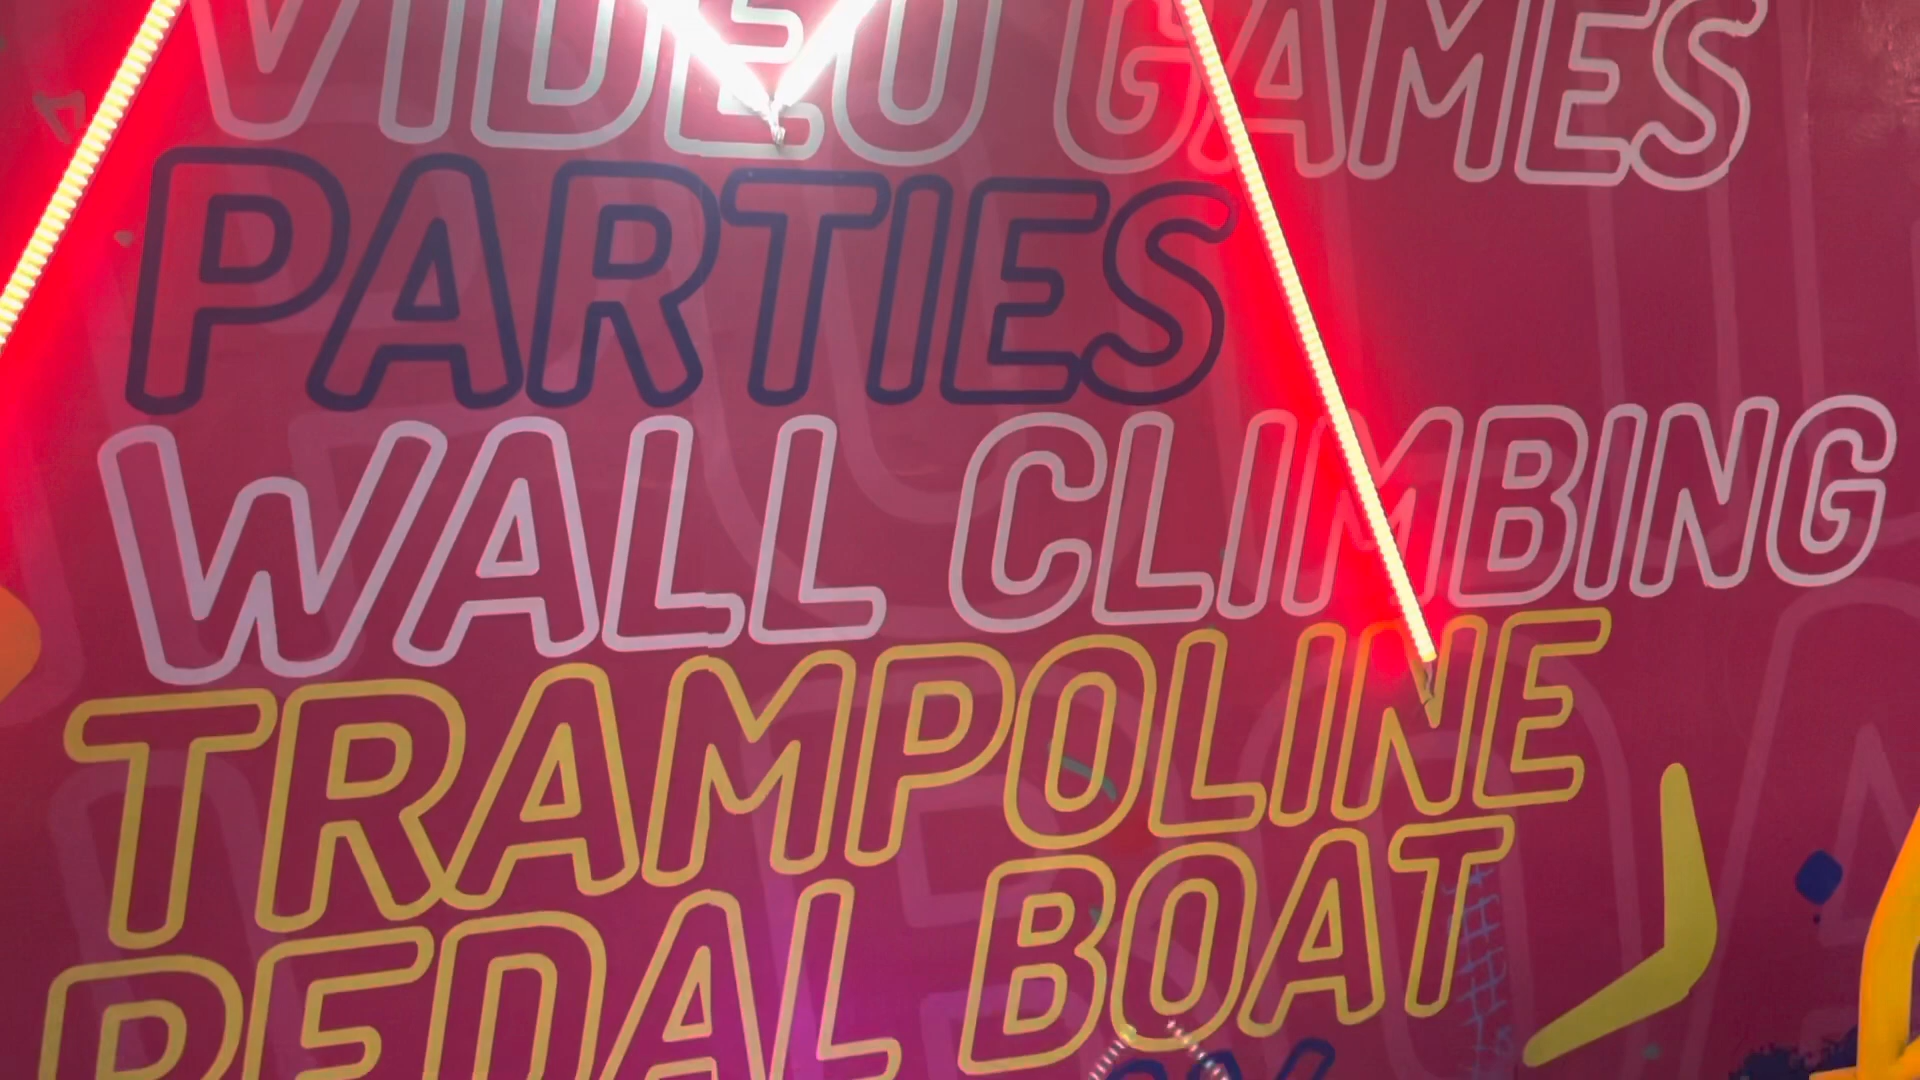 VIDEO GAMES
PARTIES
WALL CLIMBING
TRAMPOLINE
PEDAL BOAT